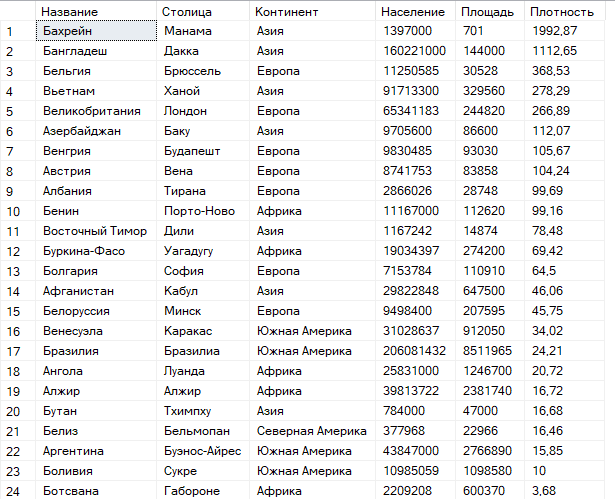 Название Столица Континент Население Площадь Плотность
1 Бахрейн Манама Азия 1397000 701 1992,87
2 Бангладеш Дакка Азия 160221000 144000 1112,65
3 Бельгия Брюссель Европа 11250585 30528 368,53
4 Вьетнам Ханой Азия 91713300 329560 278,29
5 Великобритания Лондон Европа 65341183 244820 266,89
6 Азербайджан Баку Азия 9705600 86600 112,07
7 Венгрия Будапешт Европа 9830485 93030 105,67
8 Австрия Вена Европа 8741753 83858 104,24
9 Албания Тирана Европа 2866026 28748 99,69
10 Бенин Порто-Ново Африка 11167000 112620 99,16
11 Восточный Тимор Дили Азия 1167242 14874 78,48
12 Буркина-Фасо Уагадугу Африка 19034397 274200 69,42
13 Болгария София Европа 7153784 110910 64,5
14 Афганистан Кабул Азия 29822848 647500 46,06
15 Белоруссия Минск Европа 9498400 207595 45,75
16 Венесуэла Каракас Южная Америка 31028637 912050 34,02
17 Бразилия Бразилиа Южная Америка 206081432 8511965 24,21
18 Ангола Луанда Африка 25831000 1246700 20,72
19 Алжир Алжир Африка 39813722 2381740 16,72
20 Бутан Тхимпху Азия 784000 47000 16,68
21 Белиз Бельмопан Северная Америка 377968 22966 16,46
22 Аргентина Буэнос-Айрес Южная Америка 43847000 2766890 15,85
23 Боливия Сукре Южная Америка 10985059 1098580 10
24 Ботсвана Габороне Африка 2209208 600370 3,68